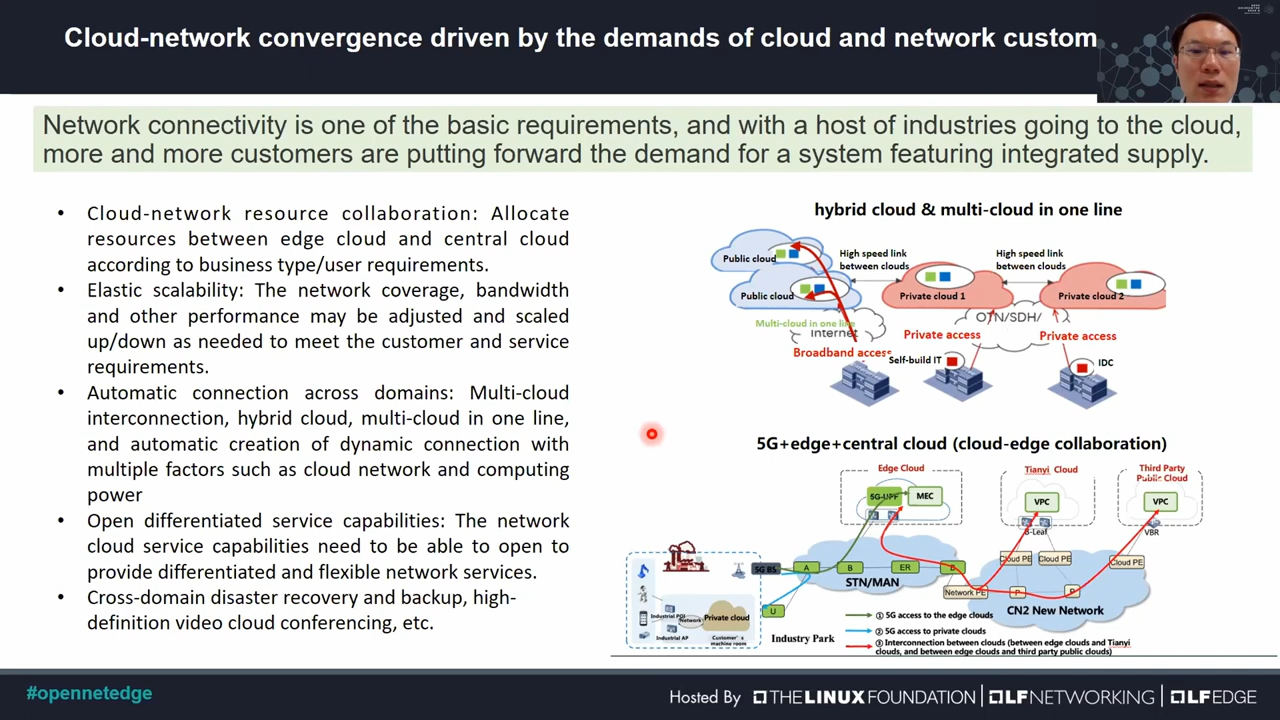 Cloud-network convergence driven by the demands of cloud and network custom
Network connectivity is one of the basic requirements, and with a host of industries going to the cloud,
more and more customers are putting forward the demand for a system featuring integrated supply.
• Cloud-network resource collaboration: Allocate
resources between edge cloud and central cloud
according to business type/user requirements.
• Elastic scalability: The network coverage, bandwidth
and other performance may be adjusted and scaled
up/down as needed to meet the customer and service
requirements.
• Automatic connection across domains: Multi-cloud
interconnection, hybrid cloud, multi-cloud in one line,
and automatic creation of dynamic connection with
multiple factors such as cloud network and computing
power
• Open differentiated service capabilities: The network
cloud service capabilities need to be able to open to
provide differentiated and flexible network services.
• Cross-domain disaster recovery and backup, high-
definition video cloud conferencing, etc.
hybrid cloud & multi-cloud in one line
Public cloud
High speed link
between clouds
High speed link
between clouds
Public cloud
Private cloud 1
Private cloud 2
Multi-cloud in one line
Internet
OTN/SDH/
Broadband access
Private access
Private access
Self-build IT
IDC
5G+edge+central cloud (cloud-edge collaboration)
Edge Cloud
Tianyi Cloud
Third Party
Public Cloud
5G-UPF
MEC
VPC
VPC
B-Leaf
VBR
5G BS
A
B
ER
E
STN/MAN
Cloud PE
Cloud PE
Cloud PE
Network PE
P
P
CN2 New Network
U
Industrial PON
Network
Industrial AP
Private cloud
Customer's
machine room
Industry Park
① 5G access to the edge clouds
② 5G access to private clouds
③ Interconnection between clouds (between edge clouds and Tianyi
clouds, and between edge clouds and third party public clouds)
#opennetedge
Hosted By
THE LINUX FOUNDATION
LF NETWORKING
LF EDGE